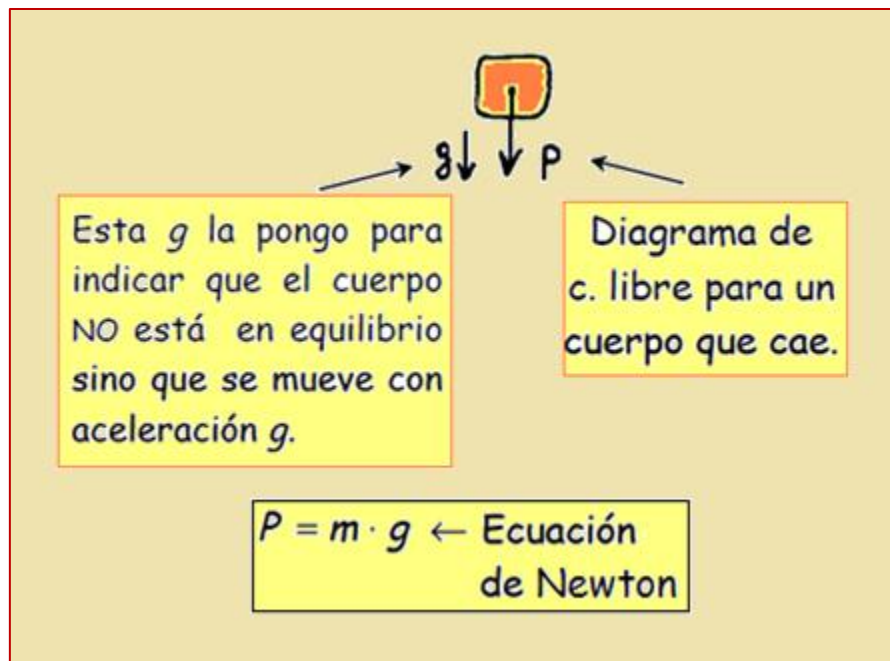 g P
Esta g la pongo para
indicar que el cuerpo
NO está en equilibrio
sino que se mueve con
aceleración g.
Diagrama de
c. libre para un
cuerpo que cae.
P = m · g ← Ecuación
de Newton